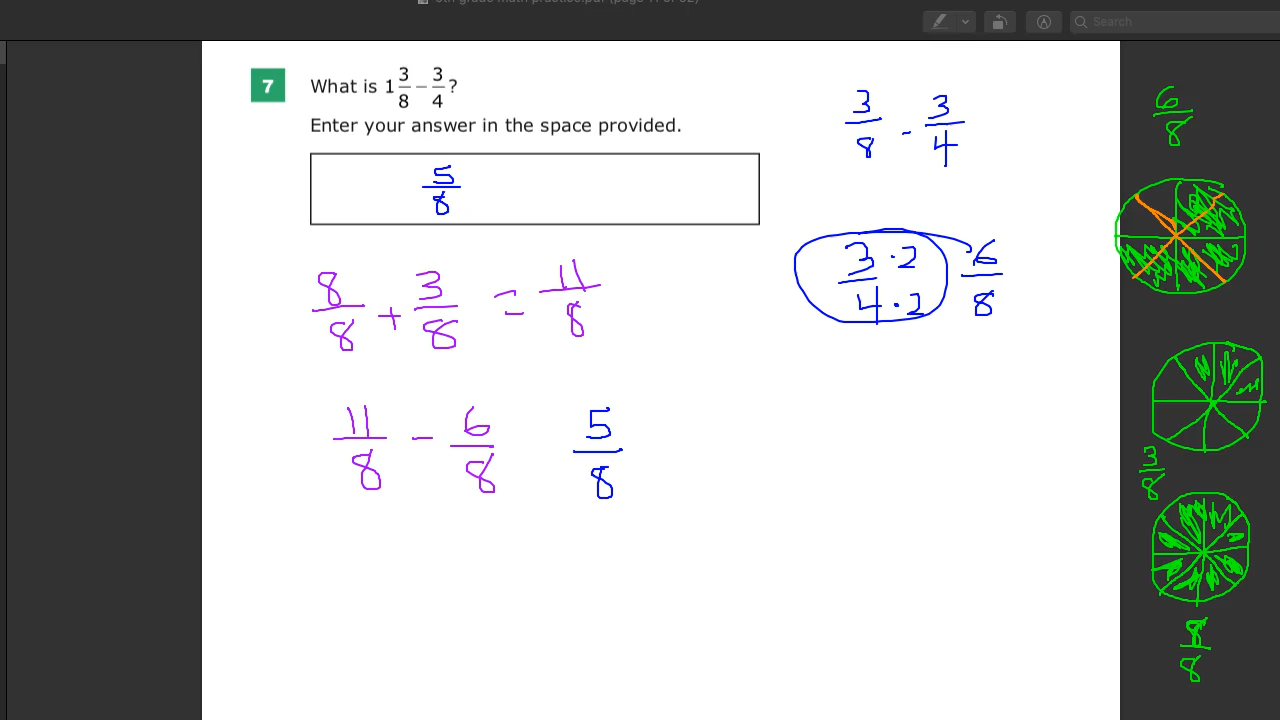 7 What is 1 3/8 − 3/4?
Enter your answer in the space provided.
5/8
8/8 + 3/8 = 11/8
11/8 − 6/8 5/8
3/8 - 3/4
3·2/4·2 6/8
6/8
3/8
8/8
Search